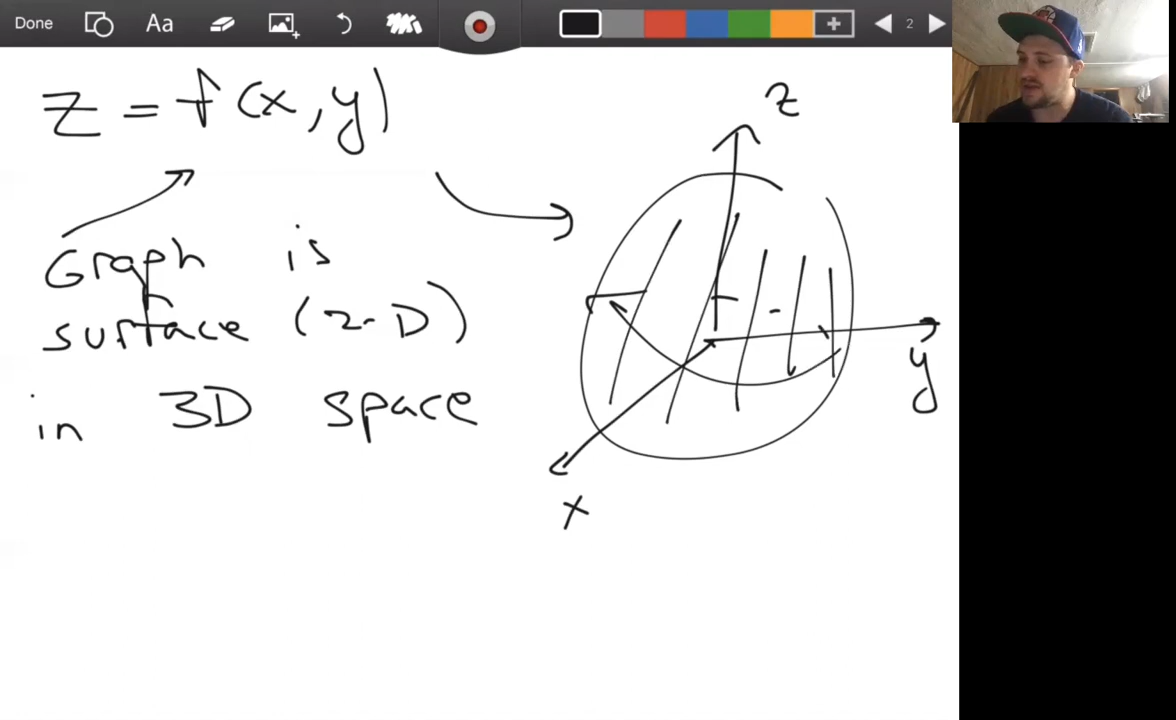 Done Aa 2
z = f(x,y)
z
Graph is
surface (2-D)
in 3D space
y
x